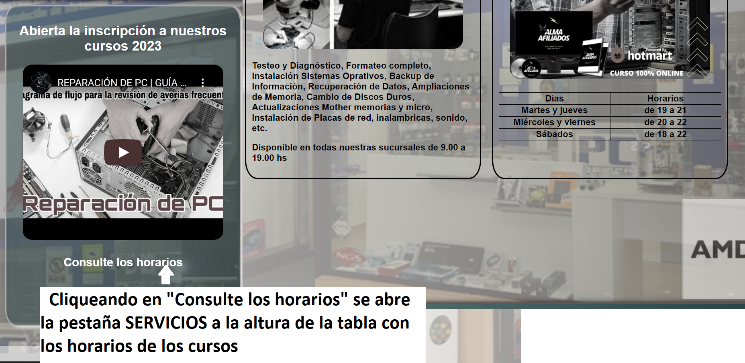 Abierta la inscripción a nuestros
cursos 2023
REPARACIÓN DE PC | GUÍA ...
agrama de flujo para la revisión de averías frecuent
Reparación de PC
Consulte los horarios
Testeo y Diagnóstico, Formateo completo,
Instalación Sistemas Oprativos, Backup de
Información, Recuperación de Datos, Ampliaciones
de Memoria, Cambio de Discos Duros,
Actualizaciones Mother memorias y micro,
Instalación de Placas de red, inalambricas, sonido,
etc.
Disponible en todas nuestras sucursales de 9.00 a
19.00 hs
ALMA
AFILIADOS
hotmart
CURSO 100% ONLINE
Días Horarios
Martes y jueves de 19 a 21
Miércoles y viernes de 20 a 22
Sábados de 18 a 22
AMD
Cliqueando en "Consulte los horarios" se abre
la pestaña SERVICIOS a la altura de la tabla con
los horarios de los cursos